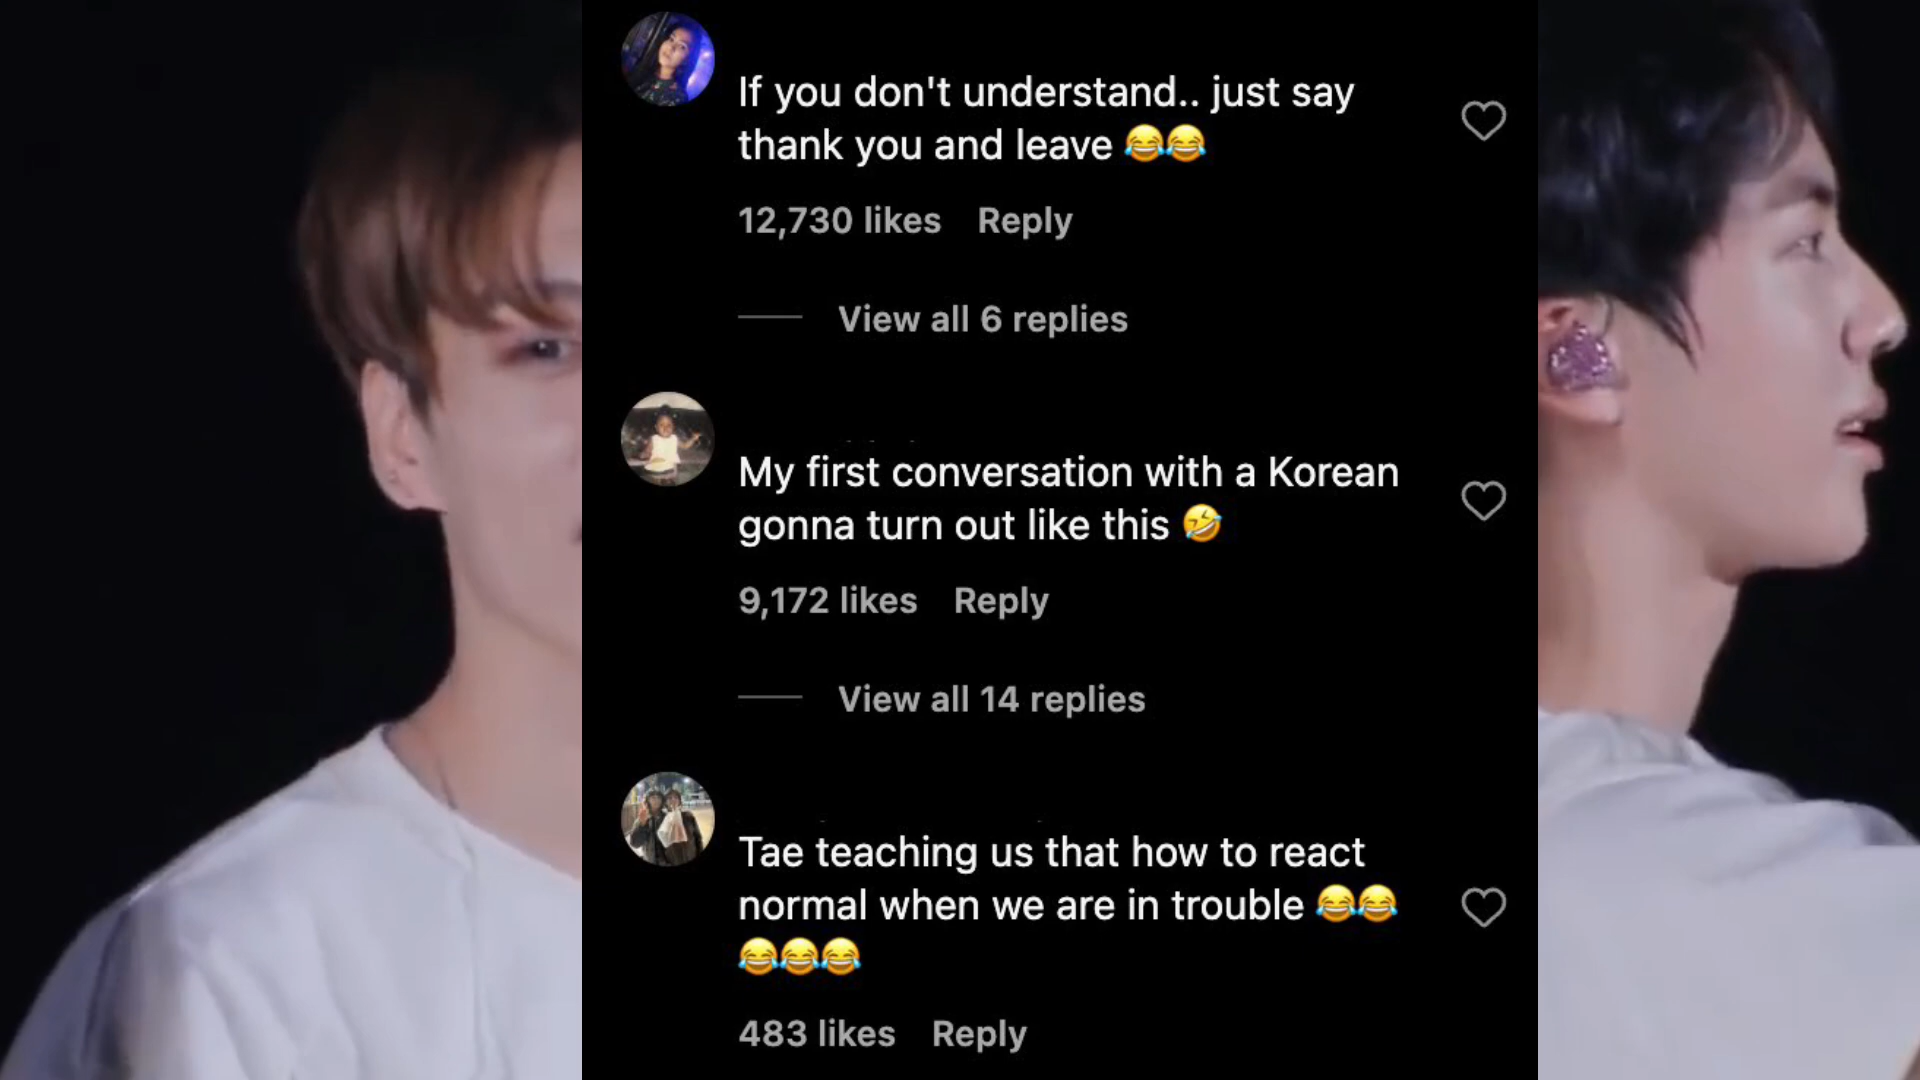 If you don't understand.. just say
thank you and leave 😂😂
12,730 likes Reply
View all 6 replies
My first conversation with a Korean
gonna turn out like this 🤣
9,172 likes Reply
View all 14 replies
Tae teaching us that how to react
normal when we are in trouble 😂😂
😂😂😂
483 likes Reply